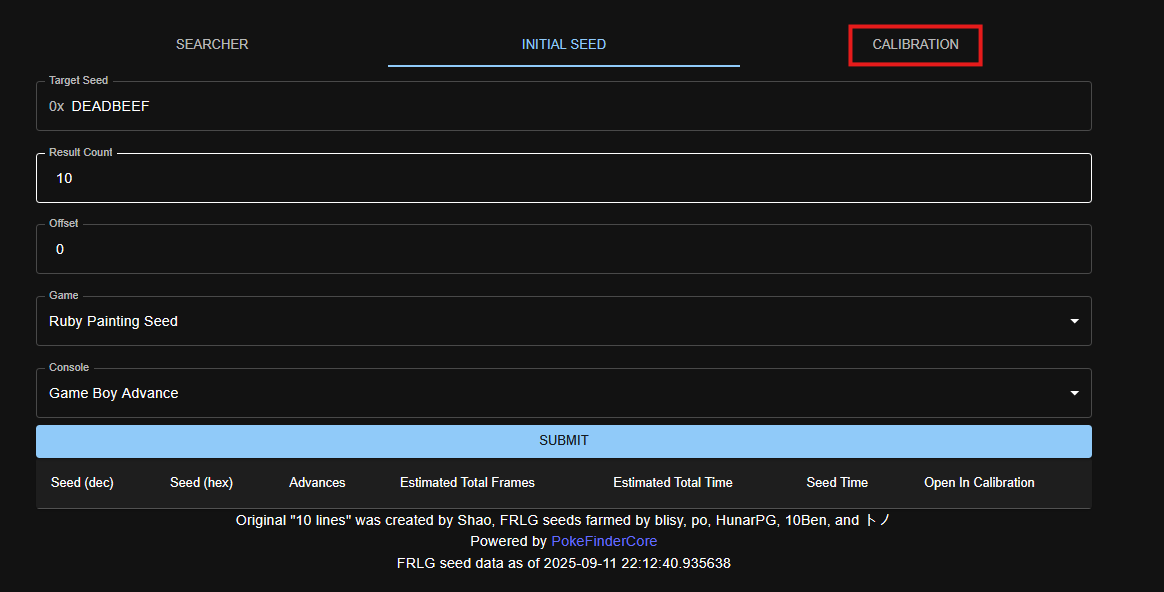 SEARCHER INITIAL SEED CALIBRATION
Target Seed
0x DEADBEEF
Result Count
10
Offset
0
Game
Ruby Painting Seed
Console
Game Boy Advance
SUBMIT
Seed (dec) Seed (hex) Advances Estimated Total Frames Estimated Total Time Seed Time Open In Calibration
Original "10 lines" was created by Shao, FRLG seeds farmed by blisy, po, HunarPG, 10Ben, and トノ
Powered by PokeFinderCore
FRLG seed data as of 2025-09-11 22:12:40.935638